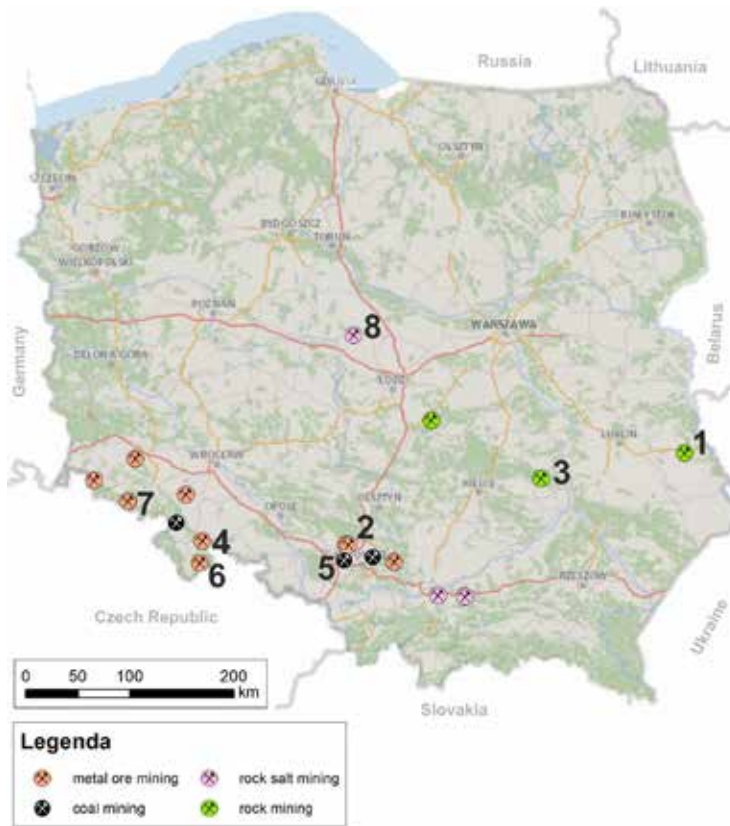 Russia
Lithuania
GDAŃSK
OLSZTYN
SZCZECIN
BIAŁYSTOK
BYDGOSZCZ
TORUŃ
GORZÓW
WIELKOPOLSKI
POZNAŃ
WARSZAWA
Belarus
8
Germany
ZIELONA GÓRA
ŁÓDŹ
LUBLIN
1
WROCŁAW
KIELCE
3
7
OPOLE
2
4
5
6
RZESZÓW
Czech Republic
Ukraine
Slovakia
0 50 100 200
km
Legenda
metal ore mining
rock salt mining
coal mining
rock mining